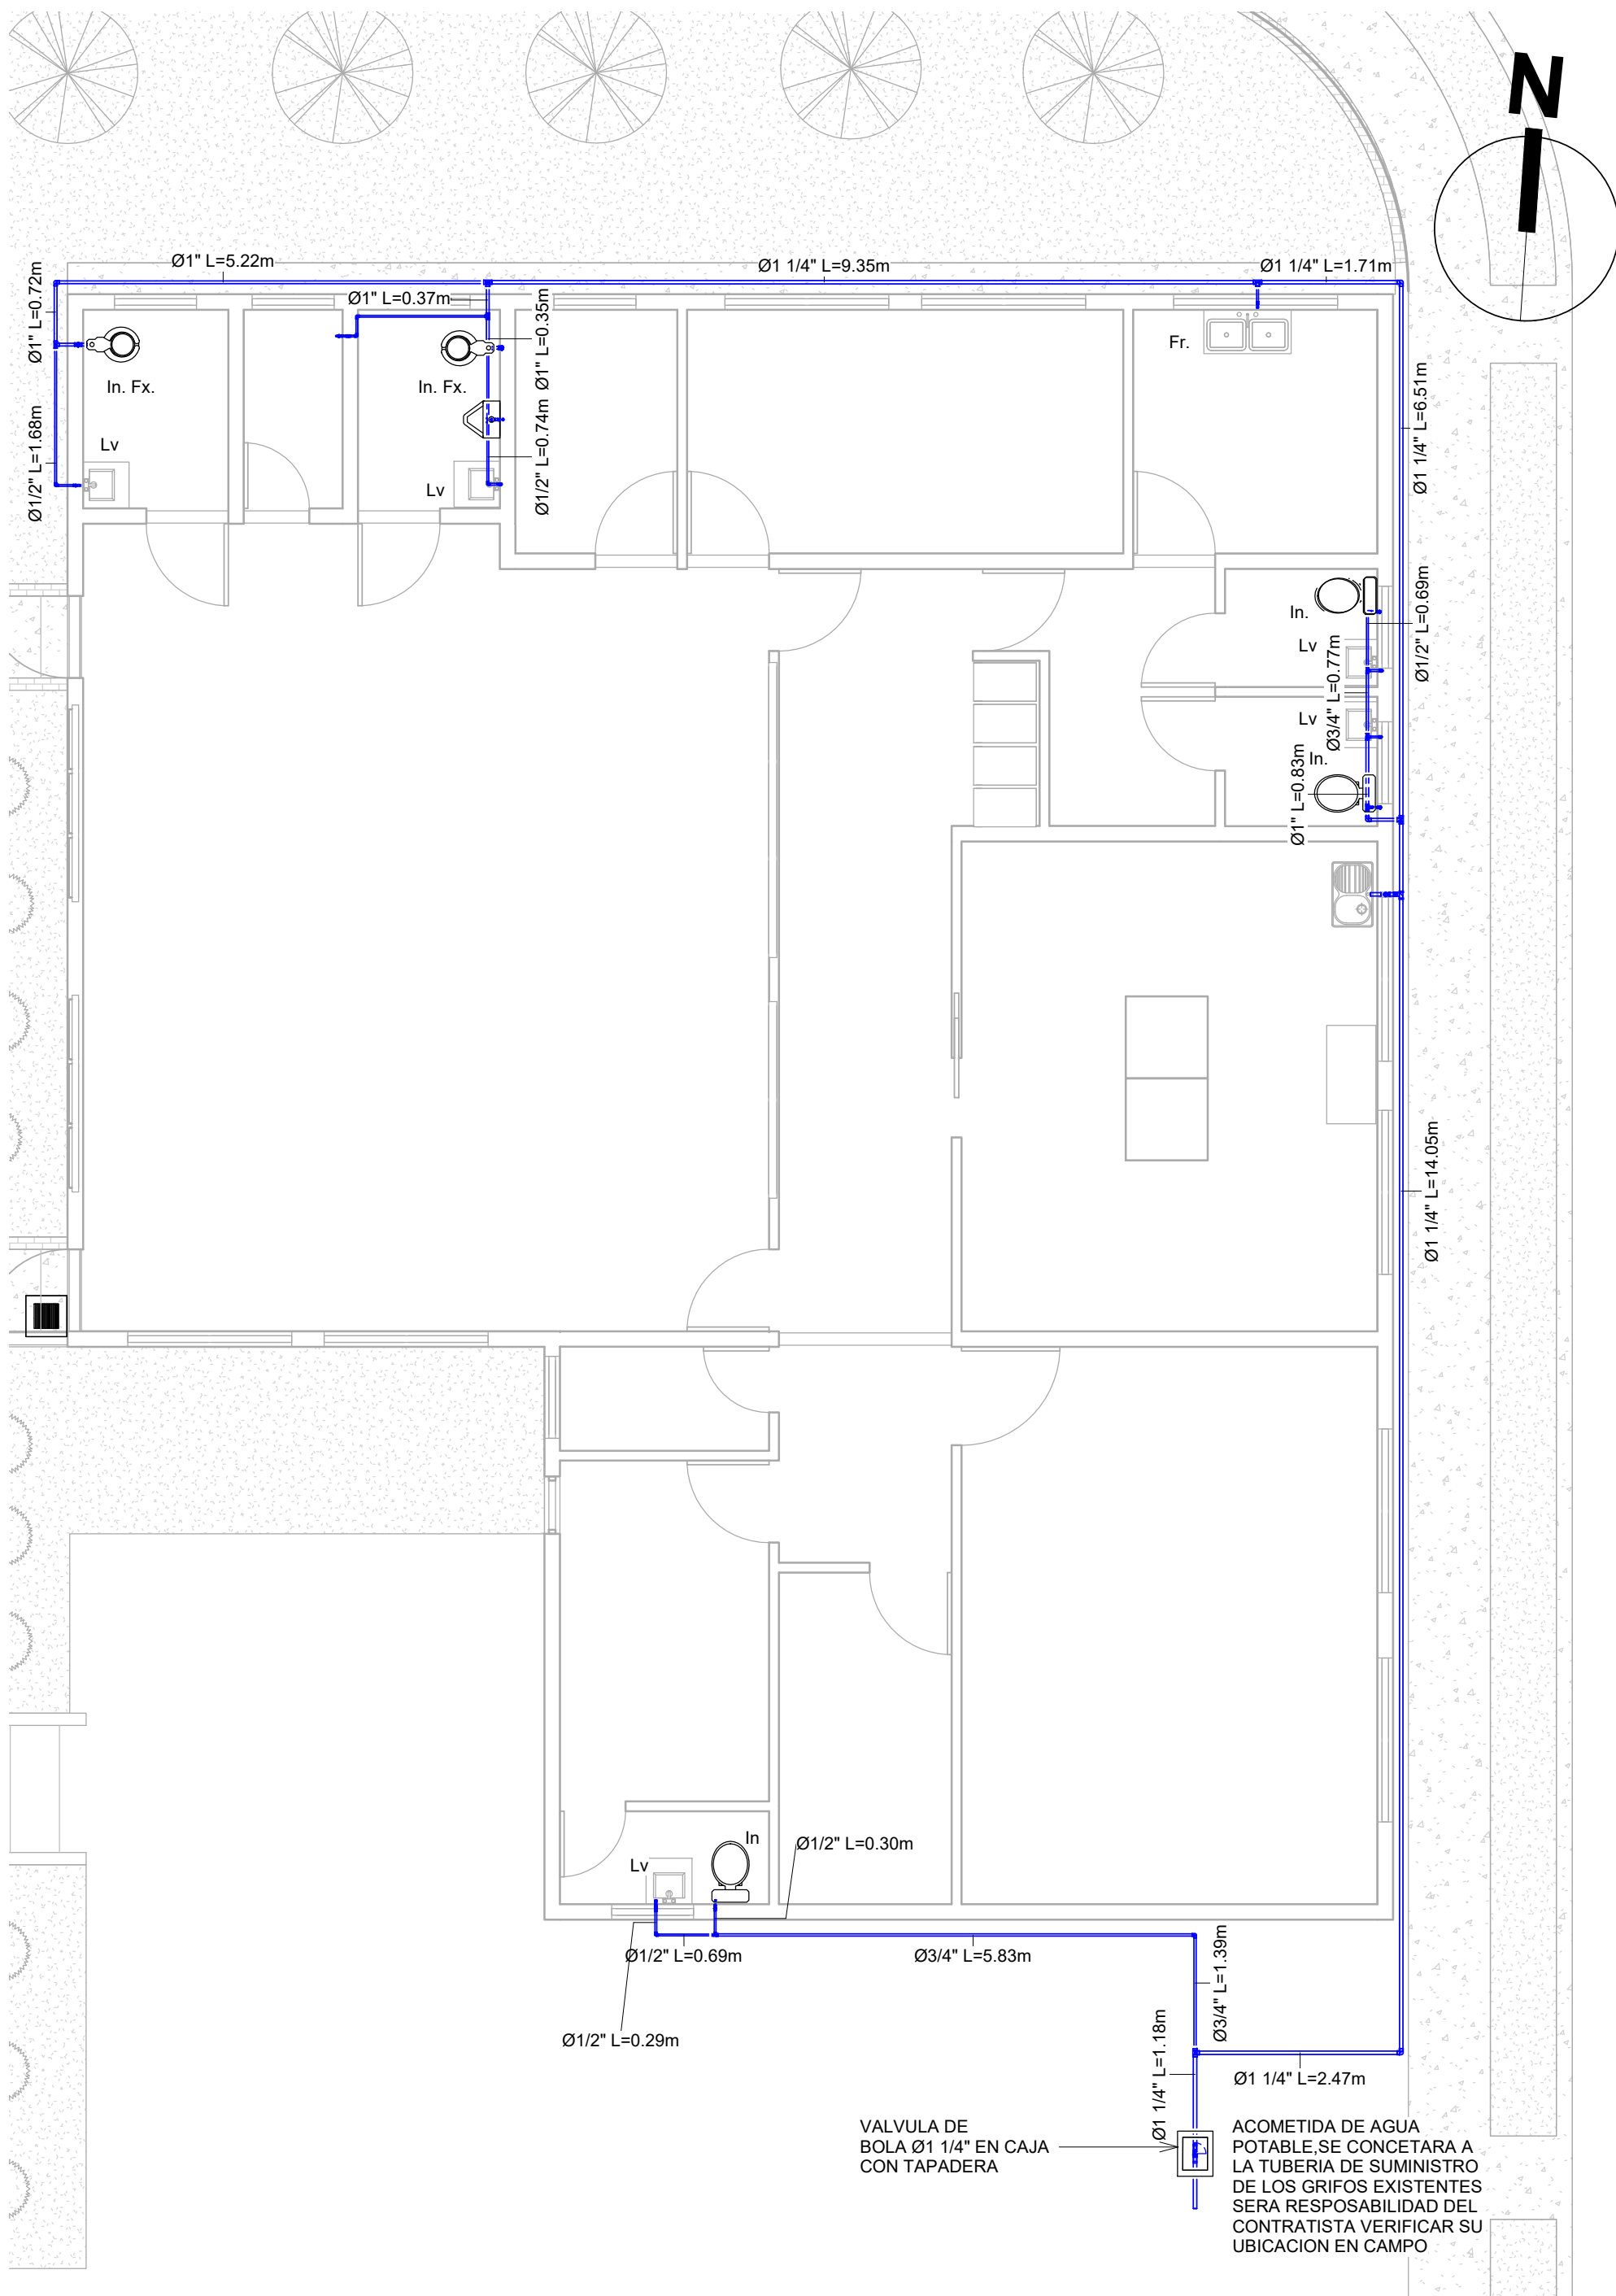 N
Ø1" L=5.22m
Ø1 1/4" L=9.35m
Ø1 1/4" L=1.71m
Ø1" L=0.72m
Ø1" L=0.37m
Ø1" L=0.35m
Fr.
In. Fx.
In. Fx.
Ø1 1/4" L=6.51m
Ø1/2" L=1.68m
Lv
Lv
Ø1/2" L=0.74m
In.
Lv
Ø1/2" L=0.69m
Ø3/4" L=0.77m
Lv
In.
Ø1" L=0.83m
Ø1 1/4" L=14.05m
In
Lv
Ø1/2" L=0.30m
Ø1/2" L=0.69m
Ø3/4" L=5.83m
Ø3/4" L=1.39m
Ø1/2" L=0.29m
Ø1 1/4" L=1.18m
Ø1 1/4" L=2.47m
VALVULA DE
BOLA Ø1 1/4" EN CAJA
CON TAPADERA
ACOMETIDA DE AGUA
POTABLE,SE CONCETARA A
LA TUBERIA DE SUMINISTRO
DE LOS GRIFOS EXISTENTES
SERA RESPOSABILIDAD DEL
CONTRATISTA VERIFICAR SU
UBICACION EN CAMPO